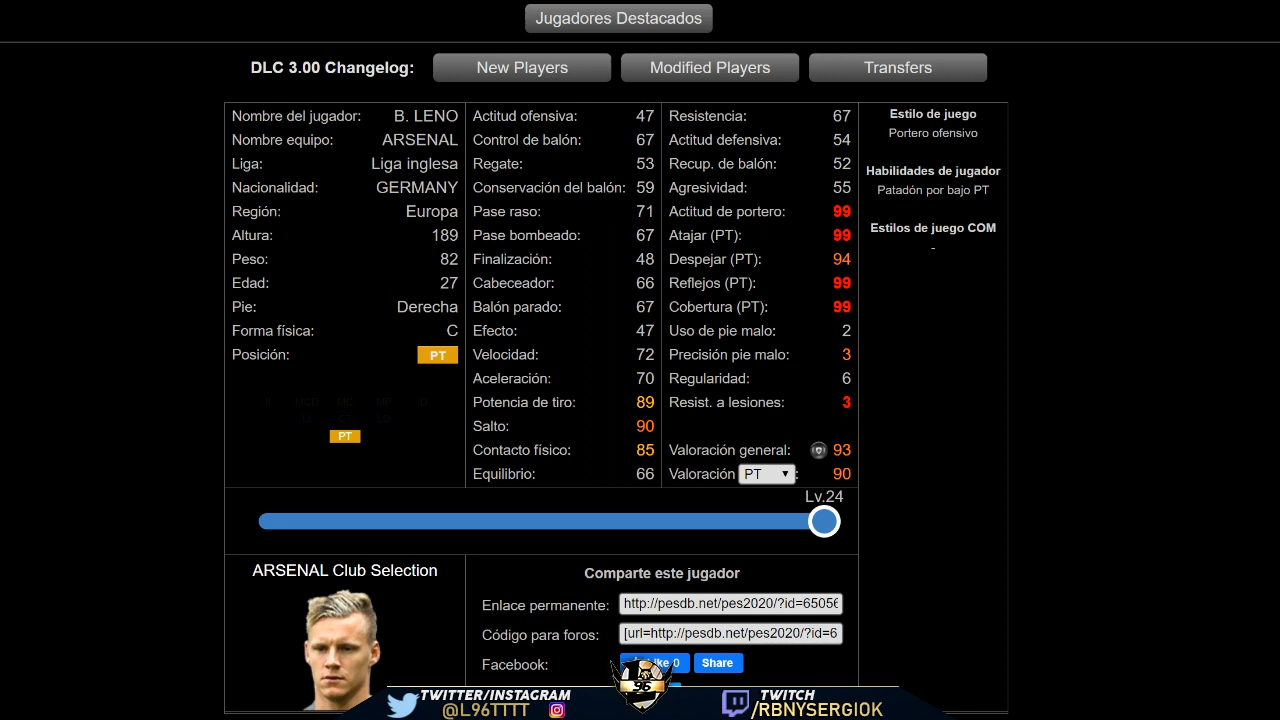 Jugadores Destacados
DLC 3.00 Changelog: New Players Modified Players Transfers
Nombre del jugador: B. LENO
Nombre equipo: ARSENAL
Liga: Liga inglesa
Nacionalidad: GERMANY
Región: Europa
Altura: 189
Peso: 82
Edad: 27
Pie: Derecha
Forma física: C
Posición: PT
MCD MC MP
PT
Actitud ofensiva: 47
Control de balón: 67
Regate: 53
Conservación del balón: 59
Pase raso: 71
Pase bombeado: 67
Finalización: 48
Cabeceador: 66
Balón parado: 67
Efecto: 47
Velocidad: 72
Aceleración: 70
Potencia de tiro: 89
Salto: 90
Contacto físico: 85
Equilibrio: 66
Resistencia: 67
Actitud defensiva: 54
Recup. de balón: 52
Agresividad: 55
Actitud de portero: 99
Atajar (PT): 99
Despejar (PT): 94
Reflejos (PT): 99
Cobertura (PT): 99
Uso de pie malo: 2
Precisión pie malo: 3
Regularidad: 6
Resist. a lesiones: 3
Valoración general: 93
Valoración PT : 90
Estilo de juego
Portero ofensivo
Habilidades de jugador
Patadón por bajo PT
Estilos de juego COM
-
Lv.24
ARSENAL Club Selection
Comparte este jugador
Enlace permanente: http://pesdb.net/pes2020/?id=65056
Código para foros: [url=http://pesdb.net/pes2020/?id=6
Facebook: Like 0 Share
TWITTER/INSTAGRAM
@L96TTTT
TWITCH
/RBNYSERGIOK